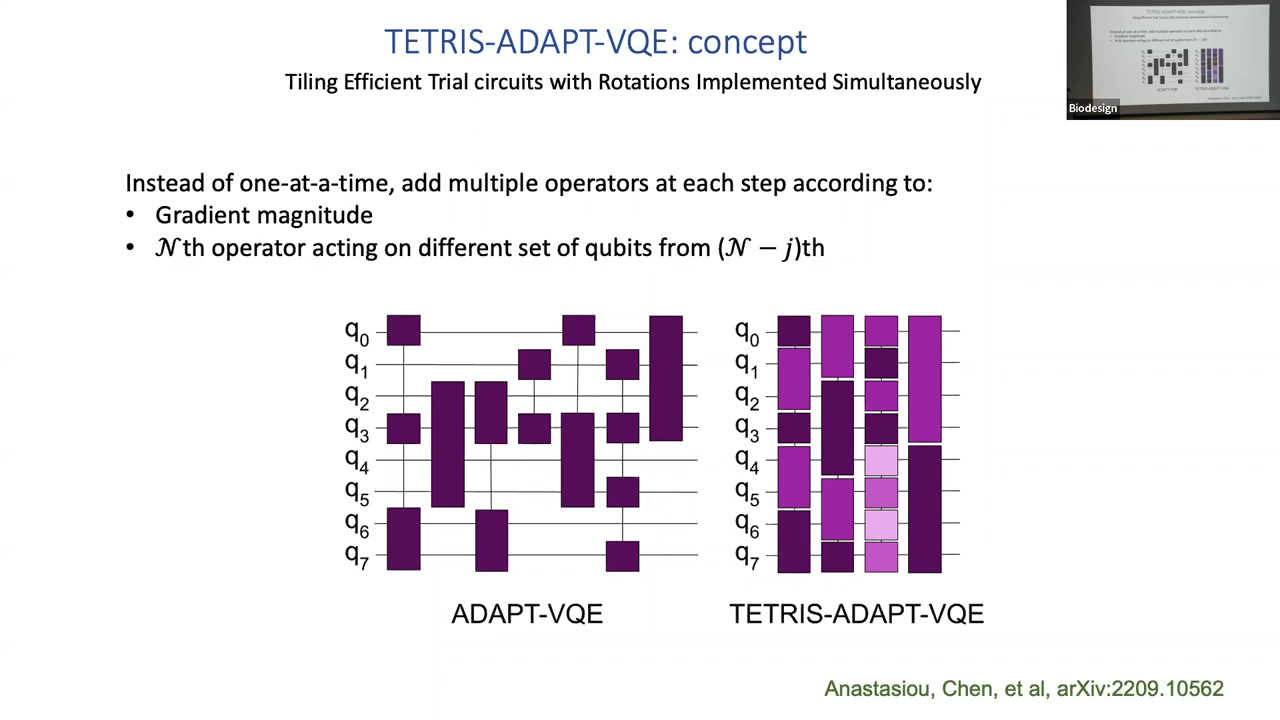 TETRIS-ADAPT-VQE: concept
Tiling Efficient Trial circuits with Rotations Implemented Simultaneously
Biodesign
Instead of one-at-a-time, add multiple operators at each step according to:
• Gradient magnitude
• 𝒩th operator acting on different set of qubits from (𝒩 − j)th
q0
q1
q2
q3
q4
q5
q6
q7
ADAPT-VQE
q0
q1
q2
q3
q4
q5
q6
q7
TETRIS-ADAPT-VQE
Anastasiou, Chen, et al, arXiv:2209.10562